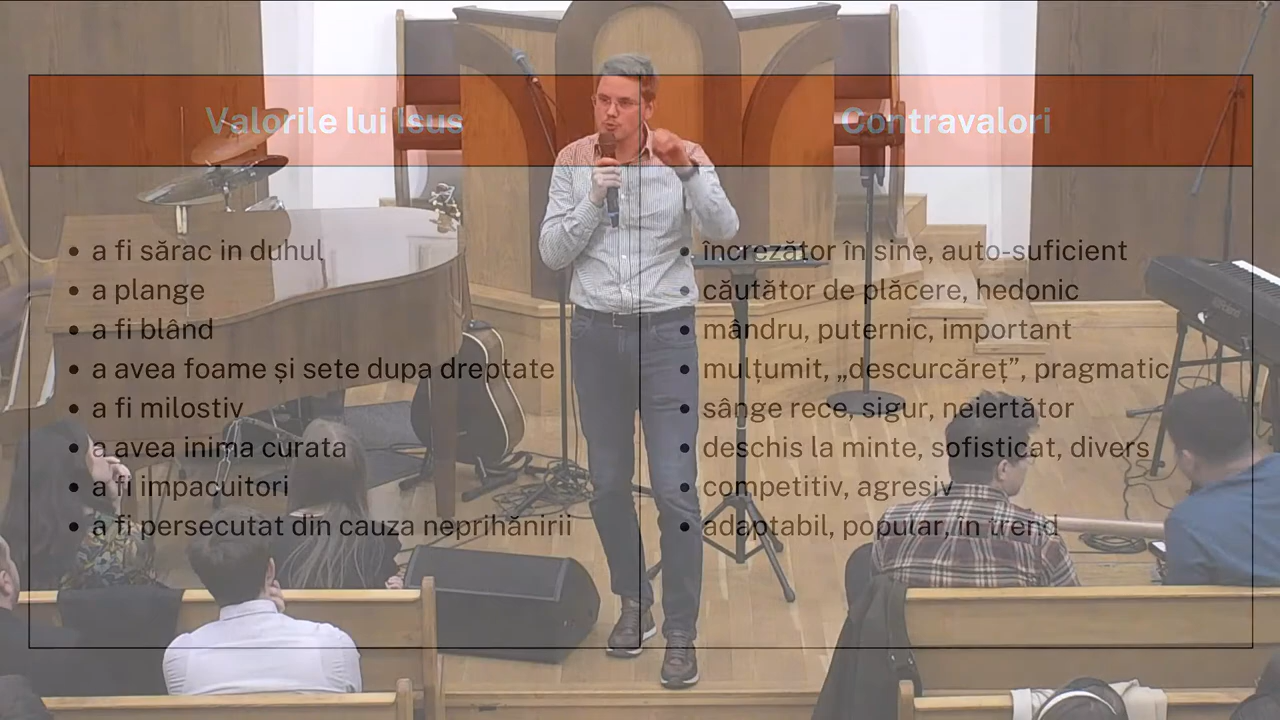 Valorile lui Isus
Contravalori
a fi sărac in duhul
a plange
a fi blând
a avea foame și sete dupa dreptate
a fi milostiv
a avea inima curata
a fi impacuitori
a fi persecutat din cauza neprihănirii
încrezător în sine, auto-suficient
căutător de plăcere, hedonic
mândru, puternic, important
mulțumit, „descurcăreț”, pragmatic
sânge rece, sigur, neiertător
deschis la minte, sofisticat, divers
competitiv, agresiv
adaptabil, popular, in trend